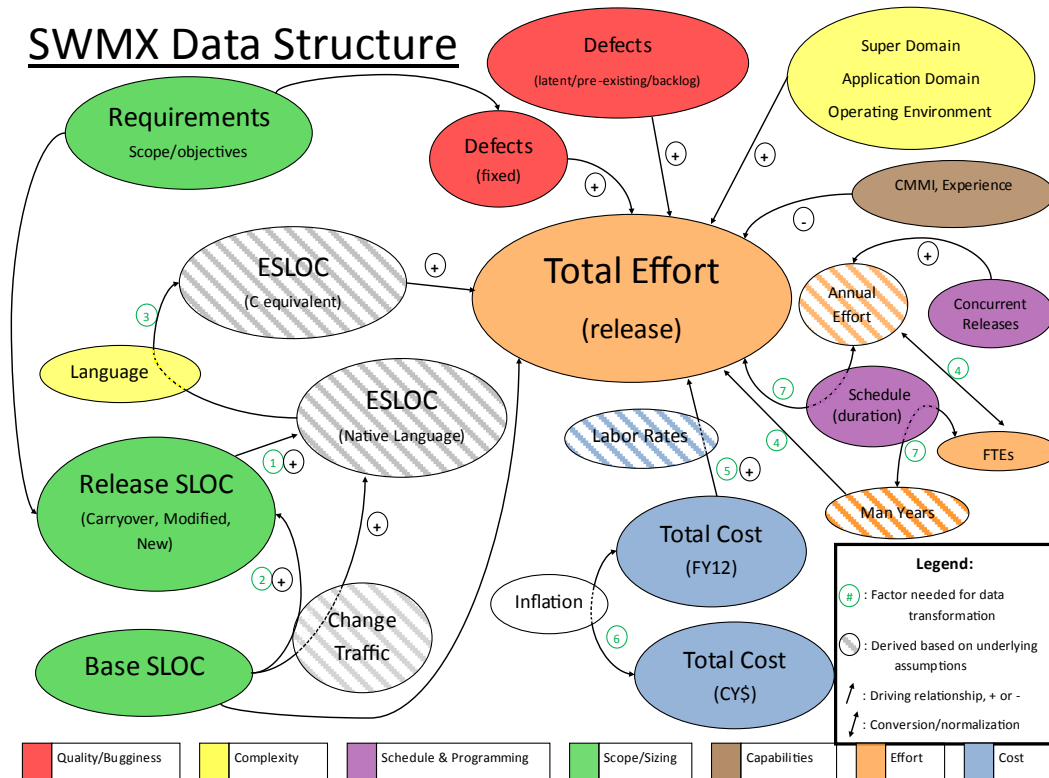 SWMX Data Structure
Defects
(latent/pre-existing/backlog)
Super Domain
Application Domain
Operating Environment
Requirements
Scope/objectives
Defects
(fixed)
+
+
+
CMMI, Experience
-
ESLOC
(C equivalent)
+
Total Effort
(release)
+
Annual
Effort
Concurrent
Releases
3
Language
ESLOC
(Native Language)
7
Schedule
(duration)
4
Labor Rates
4
7
FTEs
1
+
5
+
Release SLOC
(Carryover, Modified,
New)
+
Man Years
Total Cost
(FY12)
2
+
Inflation
6
Change
Traffic
Base SLOC
Total Cost
(CY$)
Legend:
#
: Factor needed for data
transformation
: Derived based on underlying
assumptions
: Driving relationship, + or -
: Conversion/normalization
Quality/Bugginess
Complexity
Schedule & Programming
Scope/Sizing
Capabilities
Effort
Cost